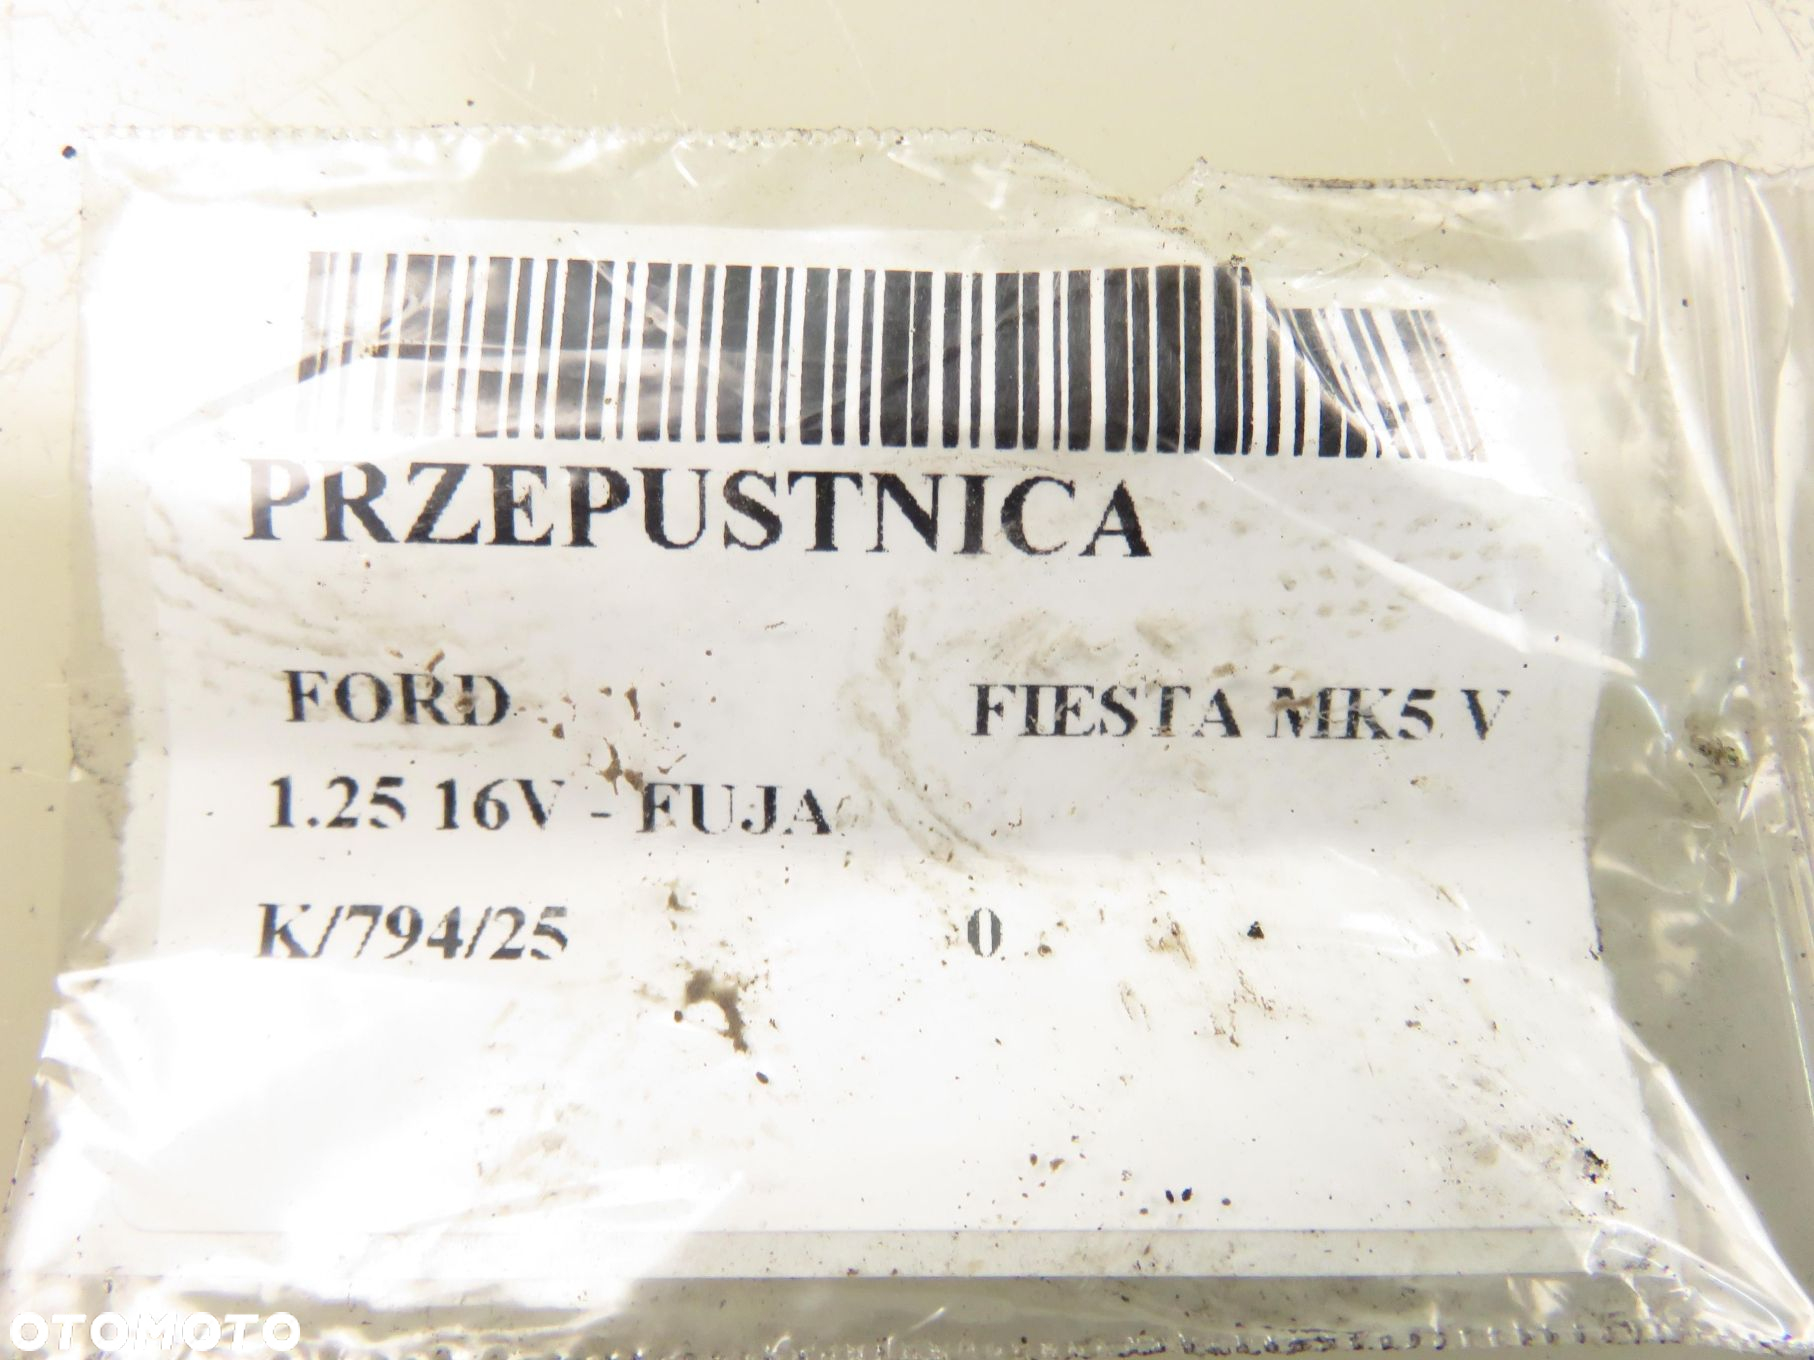 PRZEPUSTNICA
FORD FIESTA MK5 V
1.25 16V - FUJA
K/794/25 0
OTOMOTO